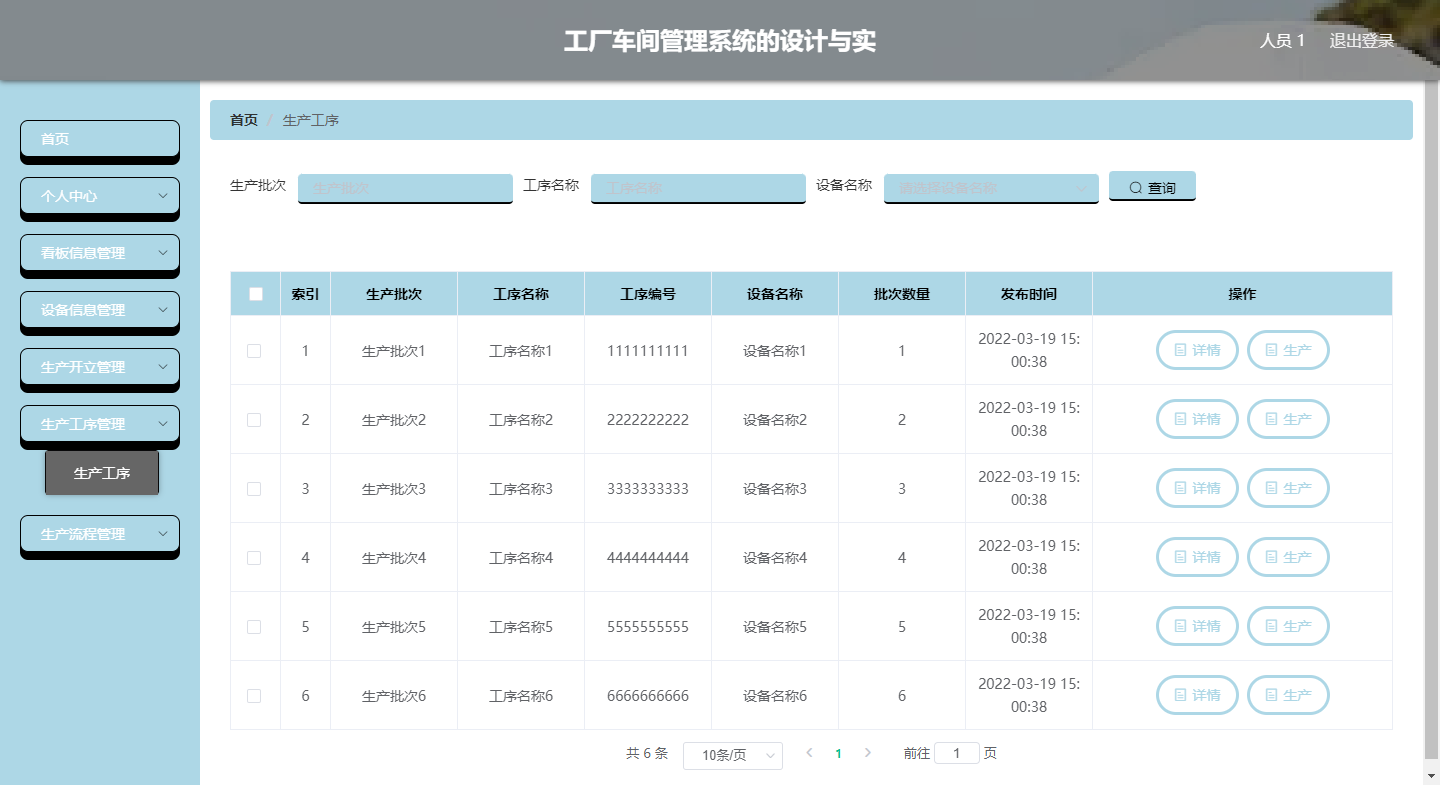 工厂车间管理系统的设计与实
人员 1 退出登录
首页
个人中心
看板信息管理
设备信息管理
生产开立管理
生产工序管理
生产工序
生产流程管理
首页 / 生产工序
生产批次 生产批次 工序名称 工序名称 设备名称 请选择设备名称 查询
索引 生产批次 工序名称 工序编号 设备名称 批次数量 发布时间 操作
1 生产批次1 工序名称1 1111111111 设备名称1 1 2022-03-19 15:
00:38 详情 生产
2 生产批次2 工序名称2 2222222222 设备名称2 2 2022-03-19 15:
00:38 详情 生产
3 生产批次3 工序名称3 3333333333 设备名称3 3 2022-03-19 15:
00:38 详情 生产
4 生产批次4 工序名称4 4444444444 设备名称4 4 2022-03-19 15:
00:38 详情 生产
5 生产批次5 工序名称5 5555555555 设备名称5 5 2022-03-19 15:
00:38 详情 生产
6 生产批次6 工序名称6 6666666666 设备名称6 6 2022-03-19 15:
00:38 详情 生产
共 6 条 10条/页 1 前往 1 页